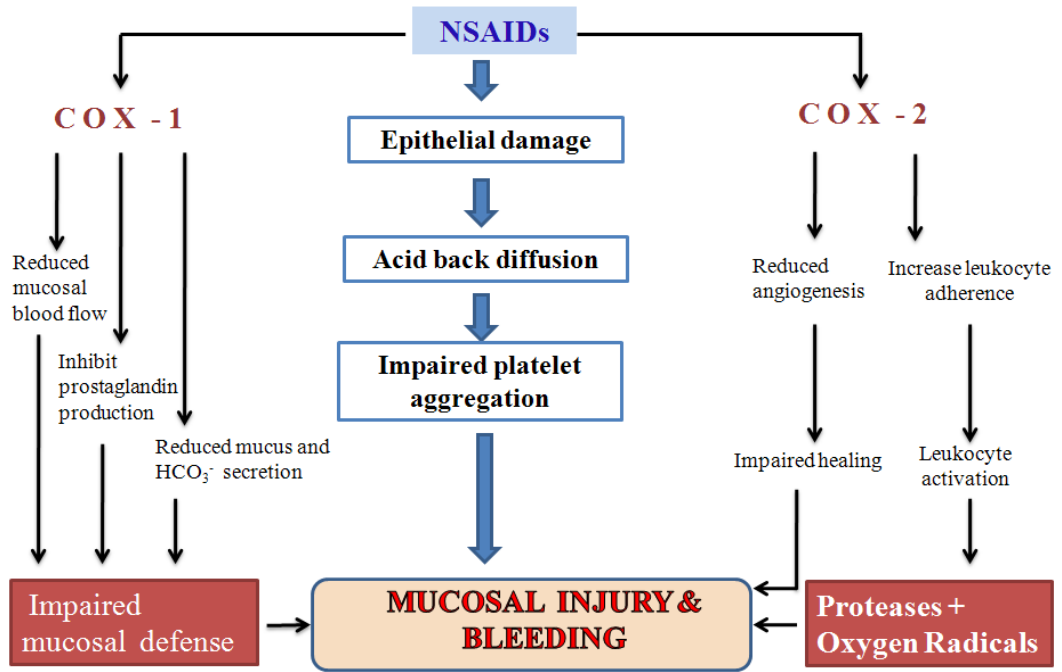 NSAIDs
COX -1
Reduced
mucosal
blood flow
Inhibit
prostaglandin
production
Reduced mucus and
HCO₃⁻ secretion
Impaired
mucosal defense
Epithelial damage
Acid back diffusion
Impaired platelet
aggregation
MUCOSAL INJURY &
BLEEDING
COX -2
Reduced
angiogenesis
Impaired healing
Increase leukocyte
adherence
Leukocyte
activation
Proteases +
Oxygen Radicals